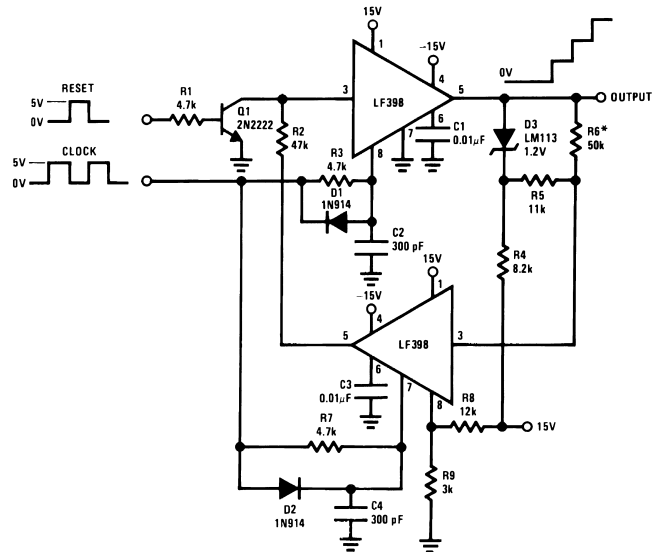 15V
1
-15V
4
3
5
LF398
OUTPUT
0V
RESET
5V
0V
R1
4.7k
Q1
2N2222
R2
47k
6
7
8
C1
0.01μF
D3
LM113
1.2V
R6*
50k
CLOCK
5V
0V
R3
4.7k
D1
1N914
R5
11k
C2
300 pF
R4
8.2k
15V
1
-15V
4
5
3
LF398
6
7
8
C3
0.01μF
R8
12k
15V
R7
4.7k
R9
3k
D2
1N914
C4
300 pF